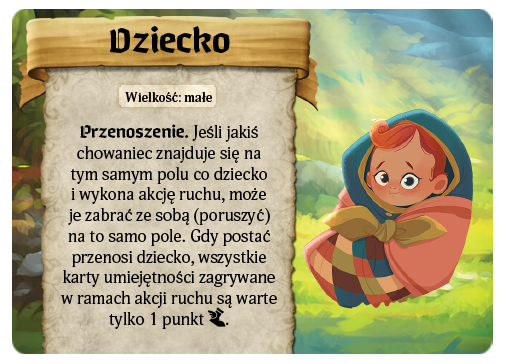 Dziecko
Wielkość: małe
Przenoszenie. Jeśli jakiś
chowaniec znajduje się na
tym samym polu co dziecko
i wykona akcję ruchu, może
je zabrać ze sobą (poruszyć)
na to samo pole. Gdy postać
przenosi dziecko, wszystkie
karty umiejętności zagrywane
w ramach akcji ruchu są warte
tylko 1 punkt .